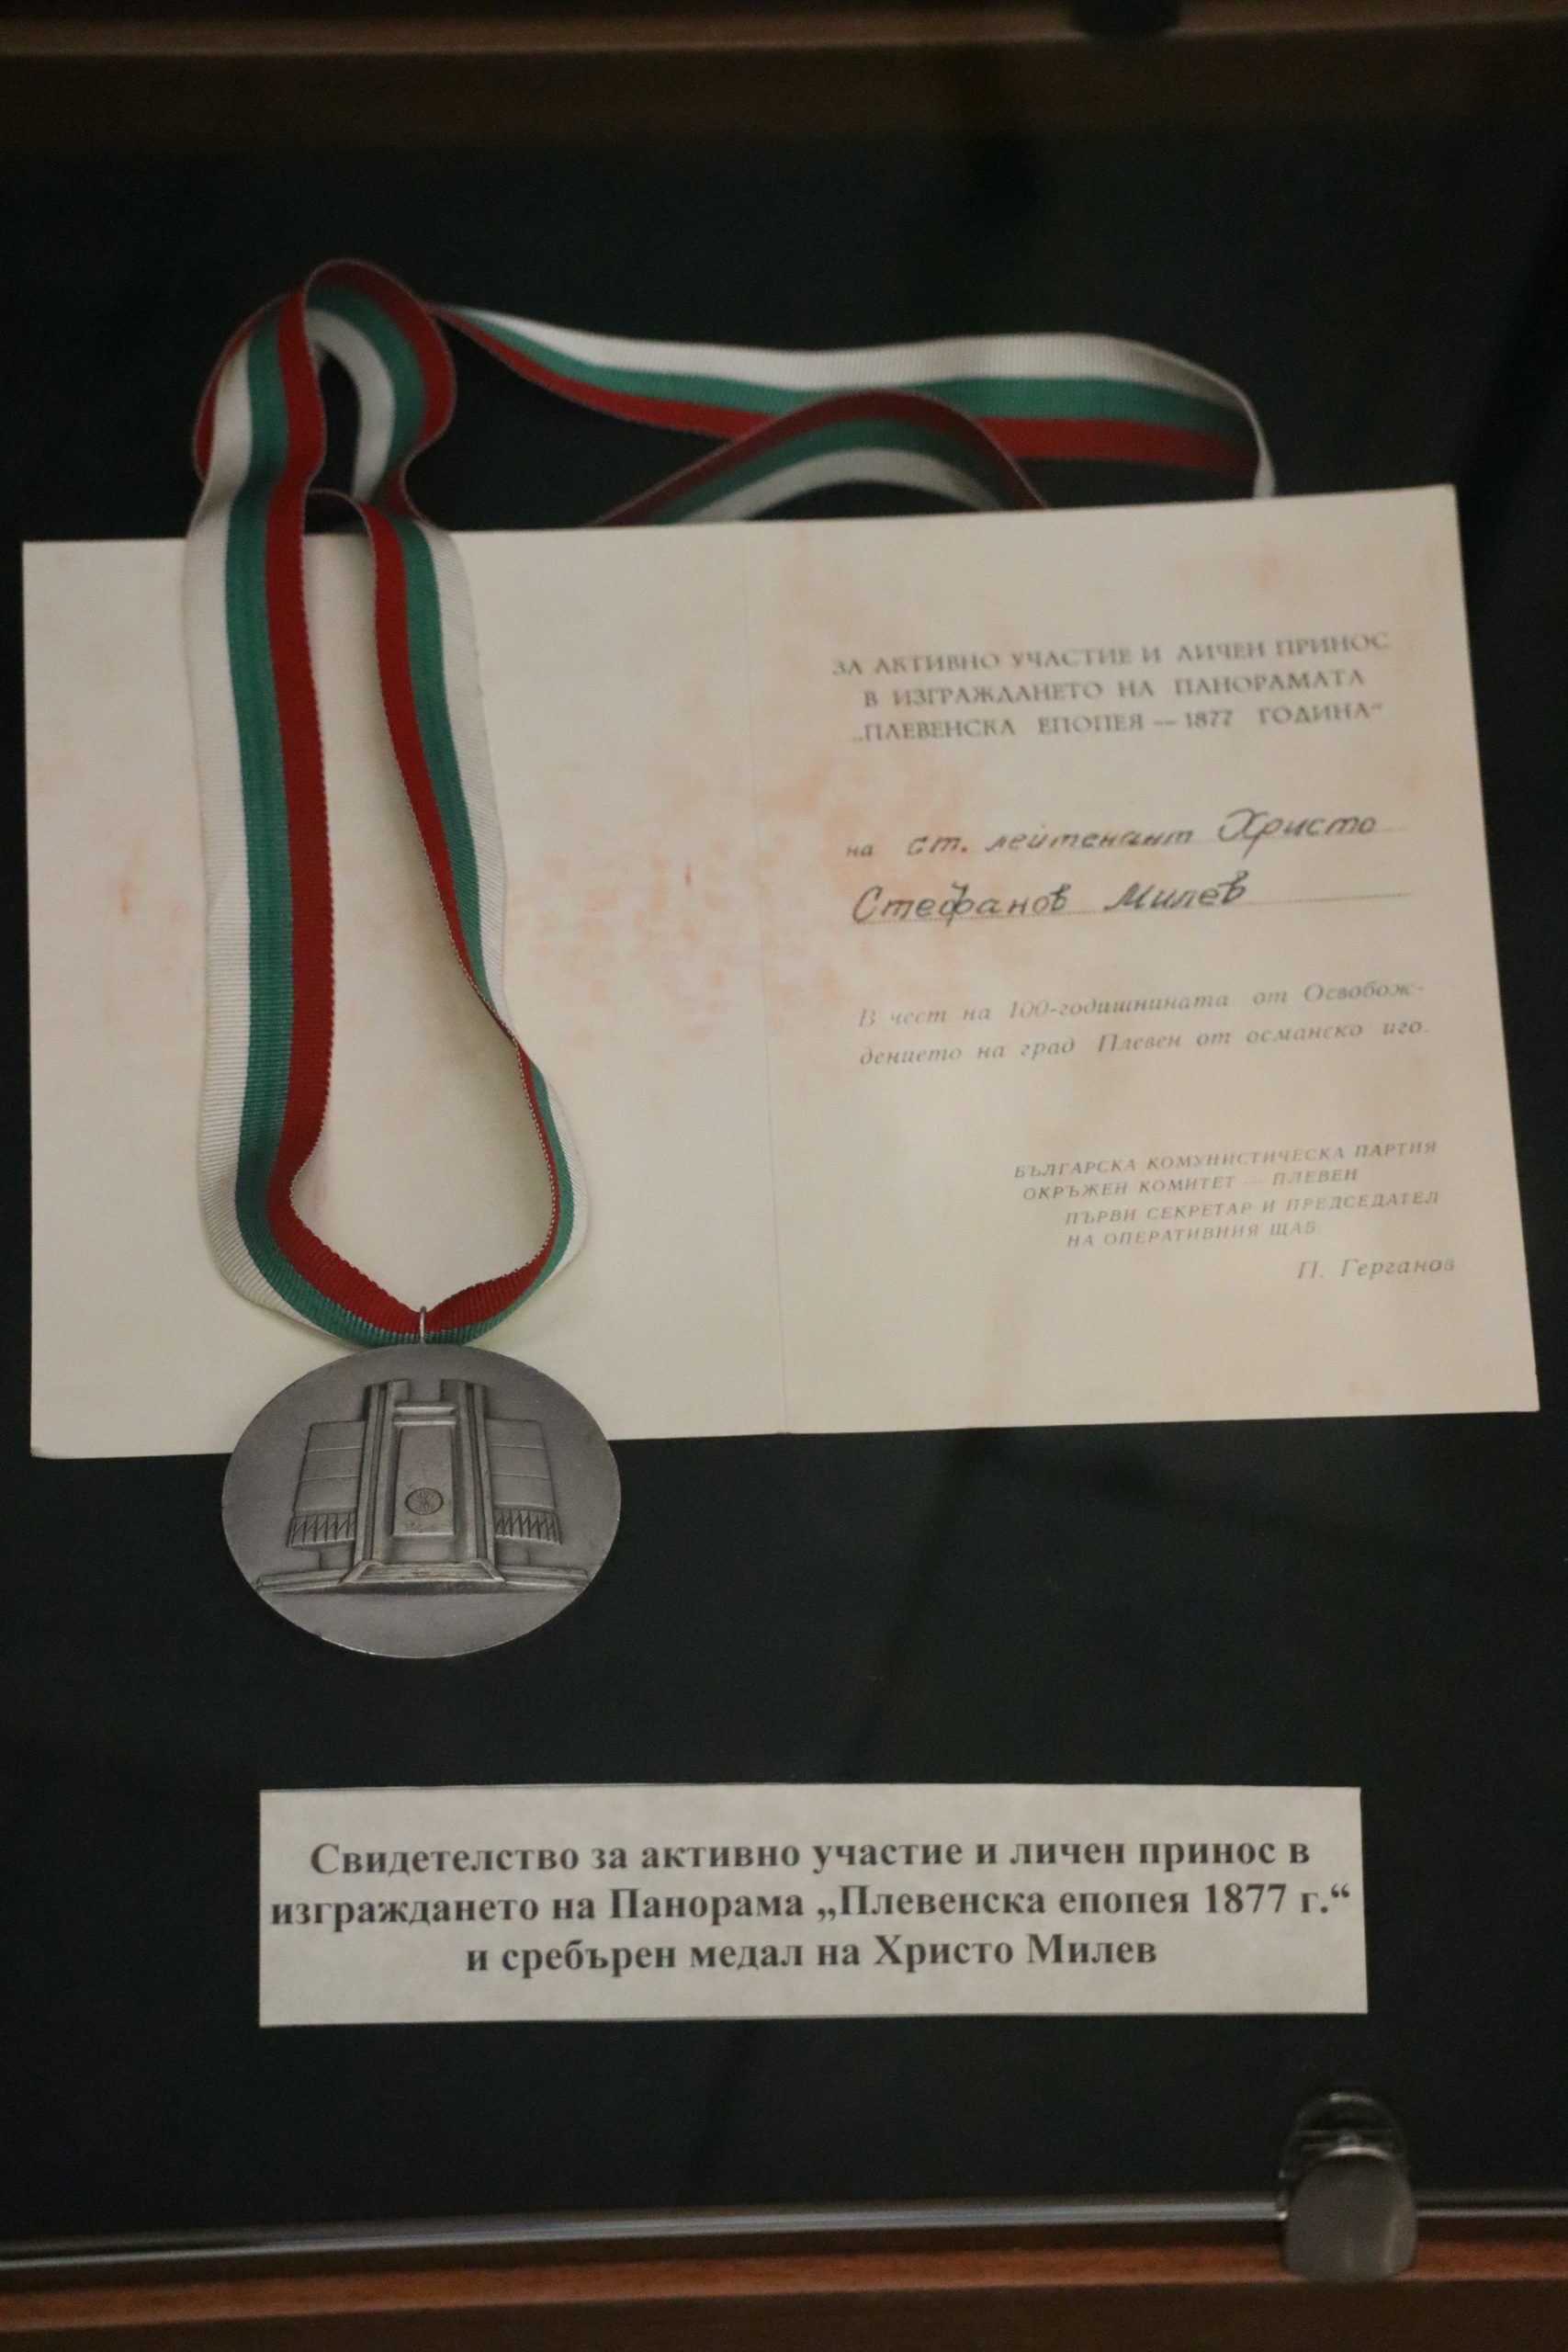 ЗА АКТИВНО УЧАСТИЕ И ЛИЧЕН ПРИНОС
В ИЗГРАЖДАНЕТО НА ПАНОРАМАТА
„ПЛЕВЕНСКА ЕПОПЕЯ — 1877 ГОДИНА“
на ст. лейтенант Христо
Стефанов Милев
В чест на 100-годишнината от Освобож-
дението на град Плевен от османско иго.
БЪЛГАРСКА КОМУНИСТИЧЕСКА ПАРТИЯ
ОКРЪЖЕН КОМИТЕТ — ПЛЕВЕН
ПЪРВИ СЕКРЕТАР И ПРЕДСЕДАТЕЛ
НА ОПЕРАТИВНИЯ ЩАБ:
П. Герганов
Свидетелство за активно участие и личен принос в
изграждането на Панорама „Плевенска епопея 1877 г.“
и сребърен медал на Христо Милев